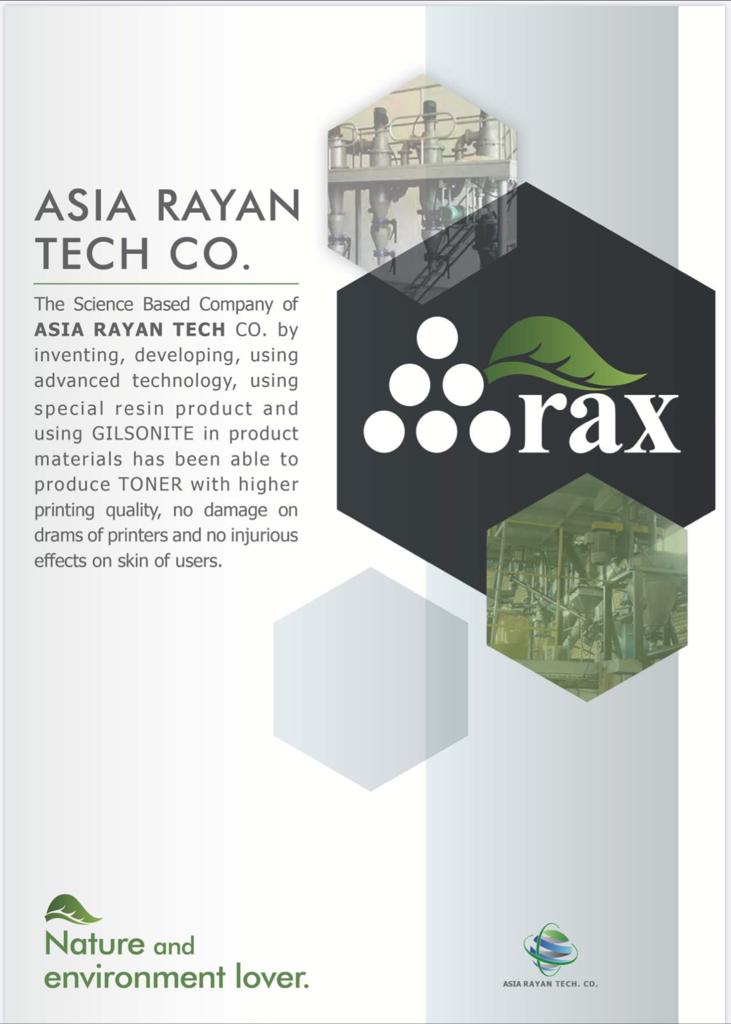 ASIA RAYAN
TECH CO.
The Science Based Company of
ASIA RAYAN TECH CO. by
inventing, developing, using
advanced technology, using
special resin product and
using GILSONITE in product
materials has been able to
produce TONER with higher
printing quality, no damage on
drams of printers and no injurious
effects on skin of users.
rax
Nature and
environment lover.
ASIA RAYAN TECH. CO.